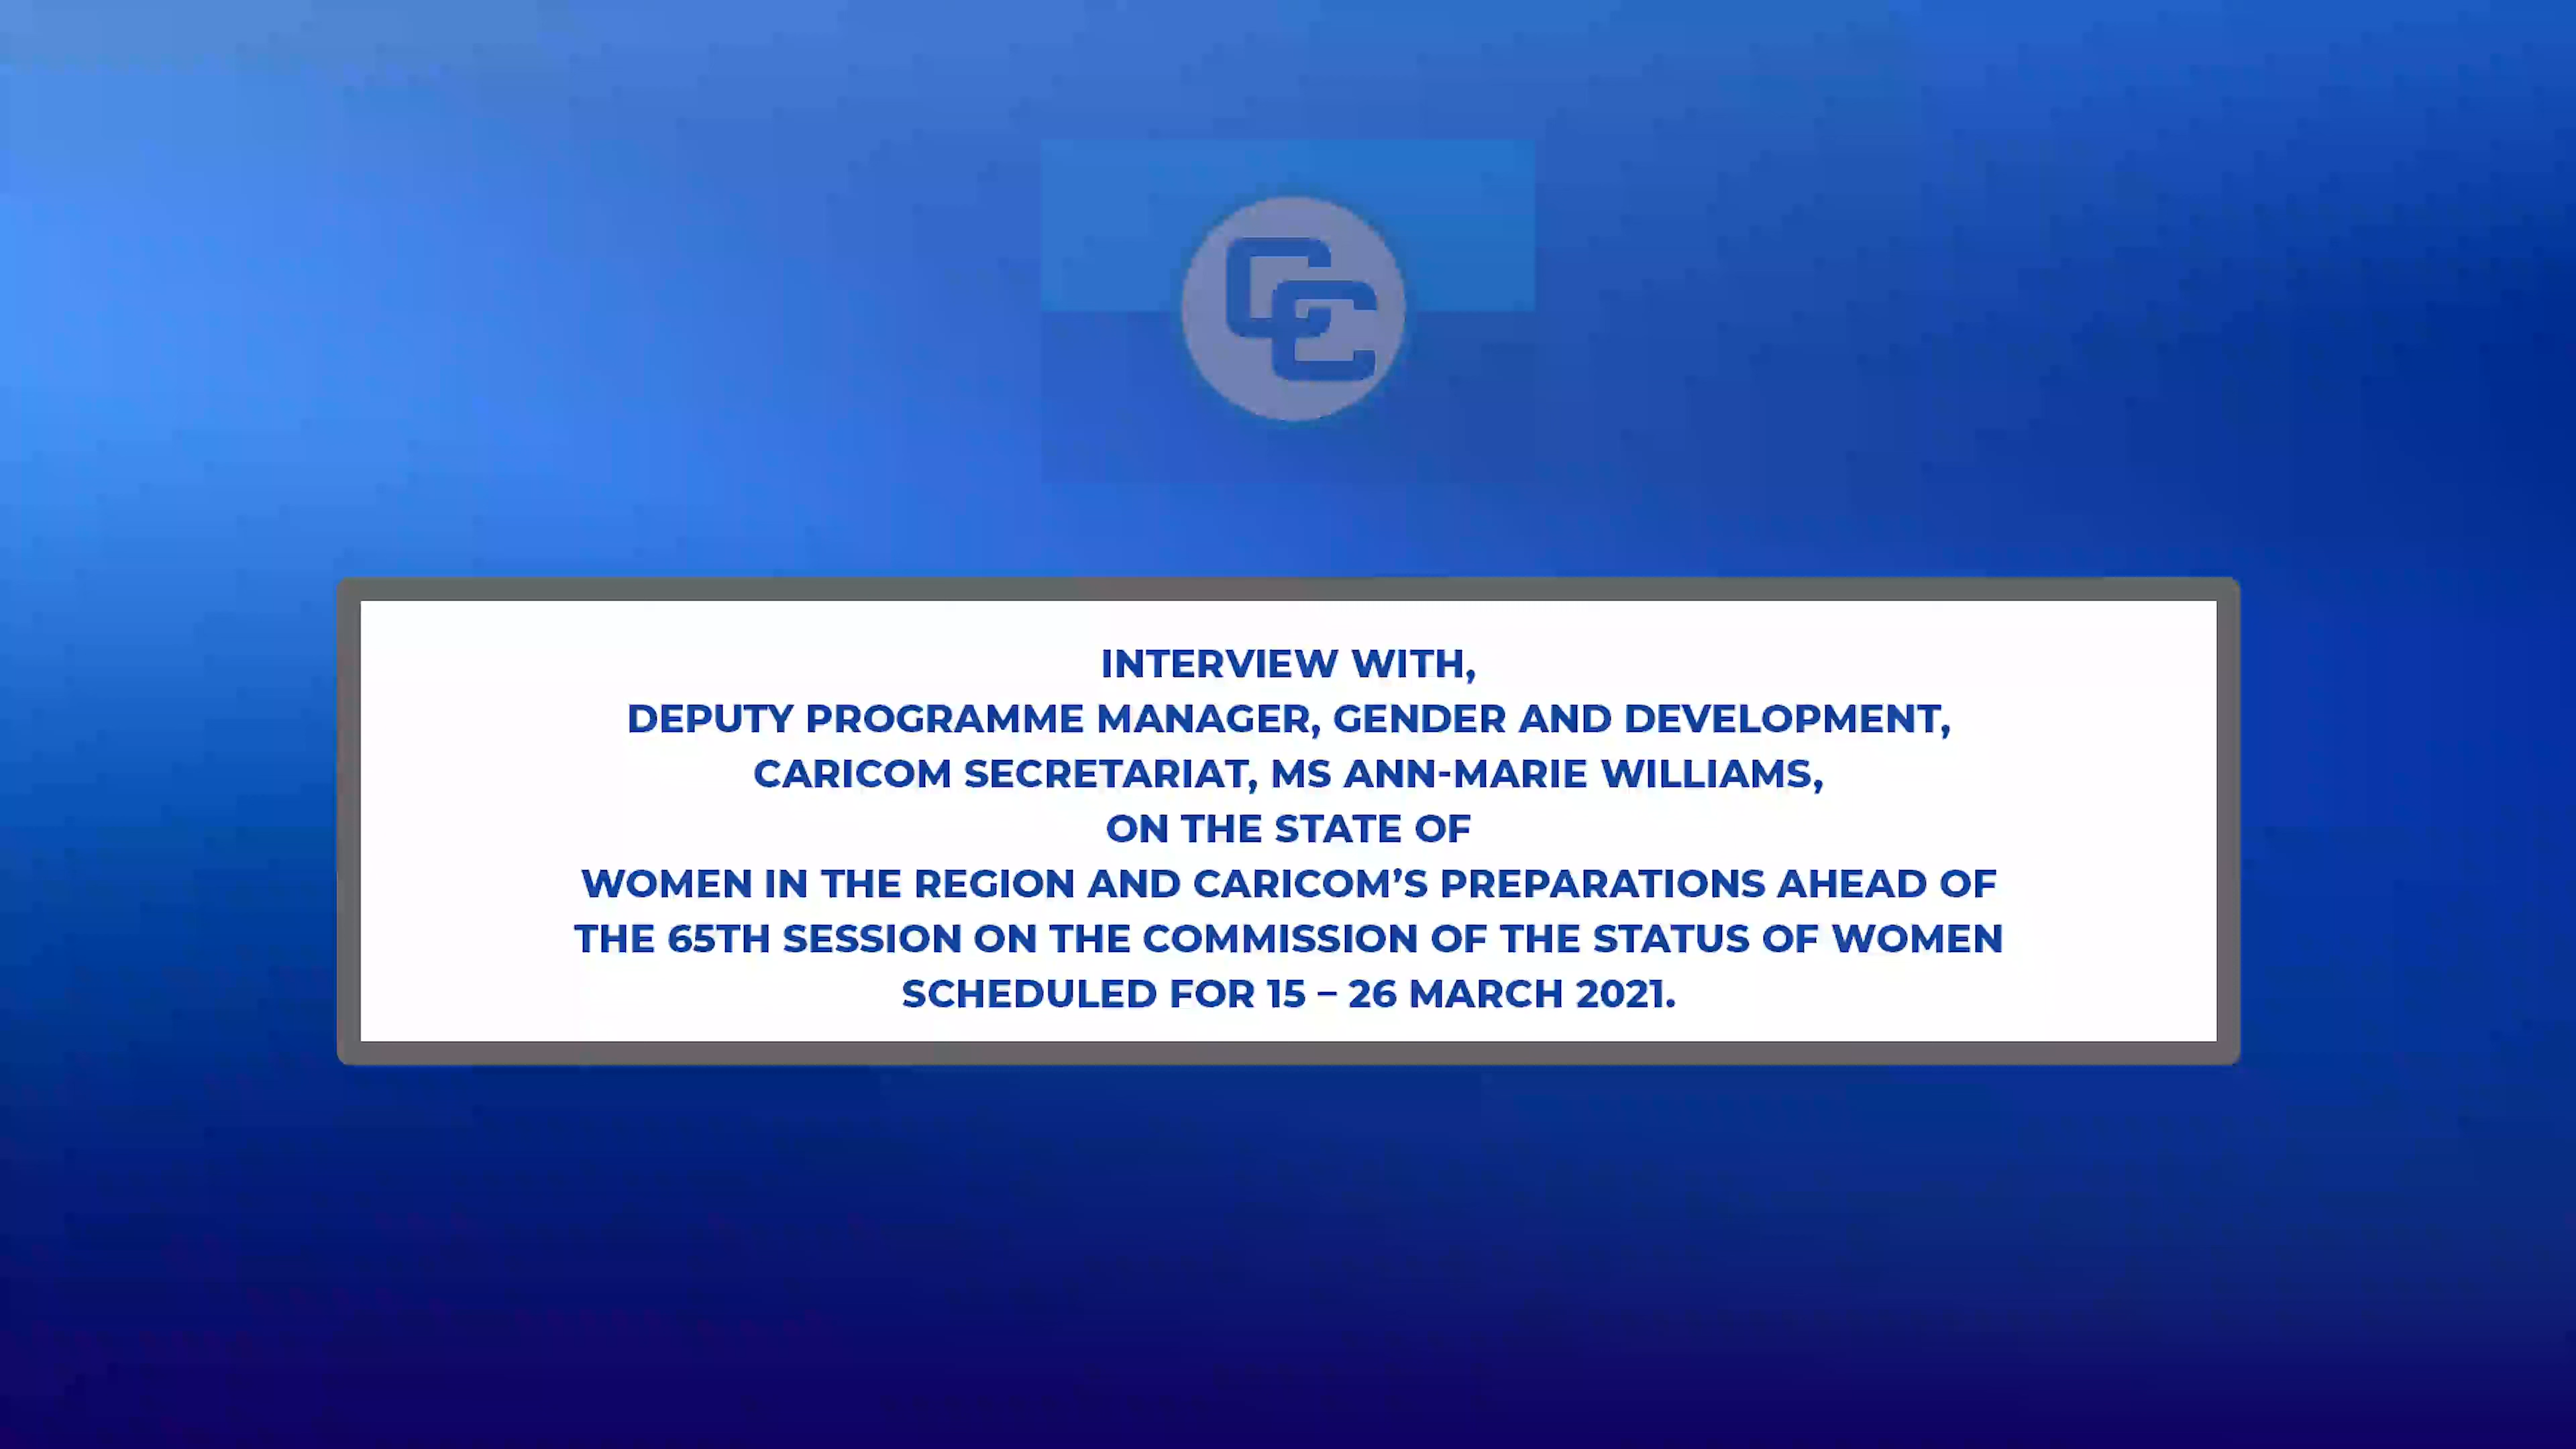 CC
INTERVIEW WITH,
DEPUTY PROGRAMME MANAGER, GENDER AND DEVELOPMENT,
CARICOM SECRETARIAT, MS ANN-MARIE WILLIAMS,
ON THE STATE OF
WOMEN IN THE REGION AND CARICOM’S PREPARATIONS AHEAD OF
THE 65TH SESSION ON THE COMMISSION OF THE STATUS OF WOMEN
SCHEDULED FOR 15 – 26 MARCH 2021.